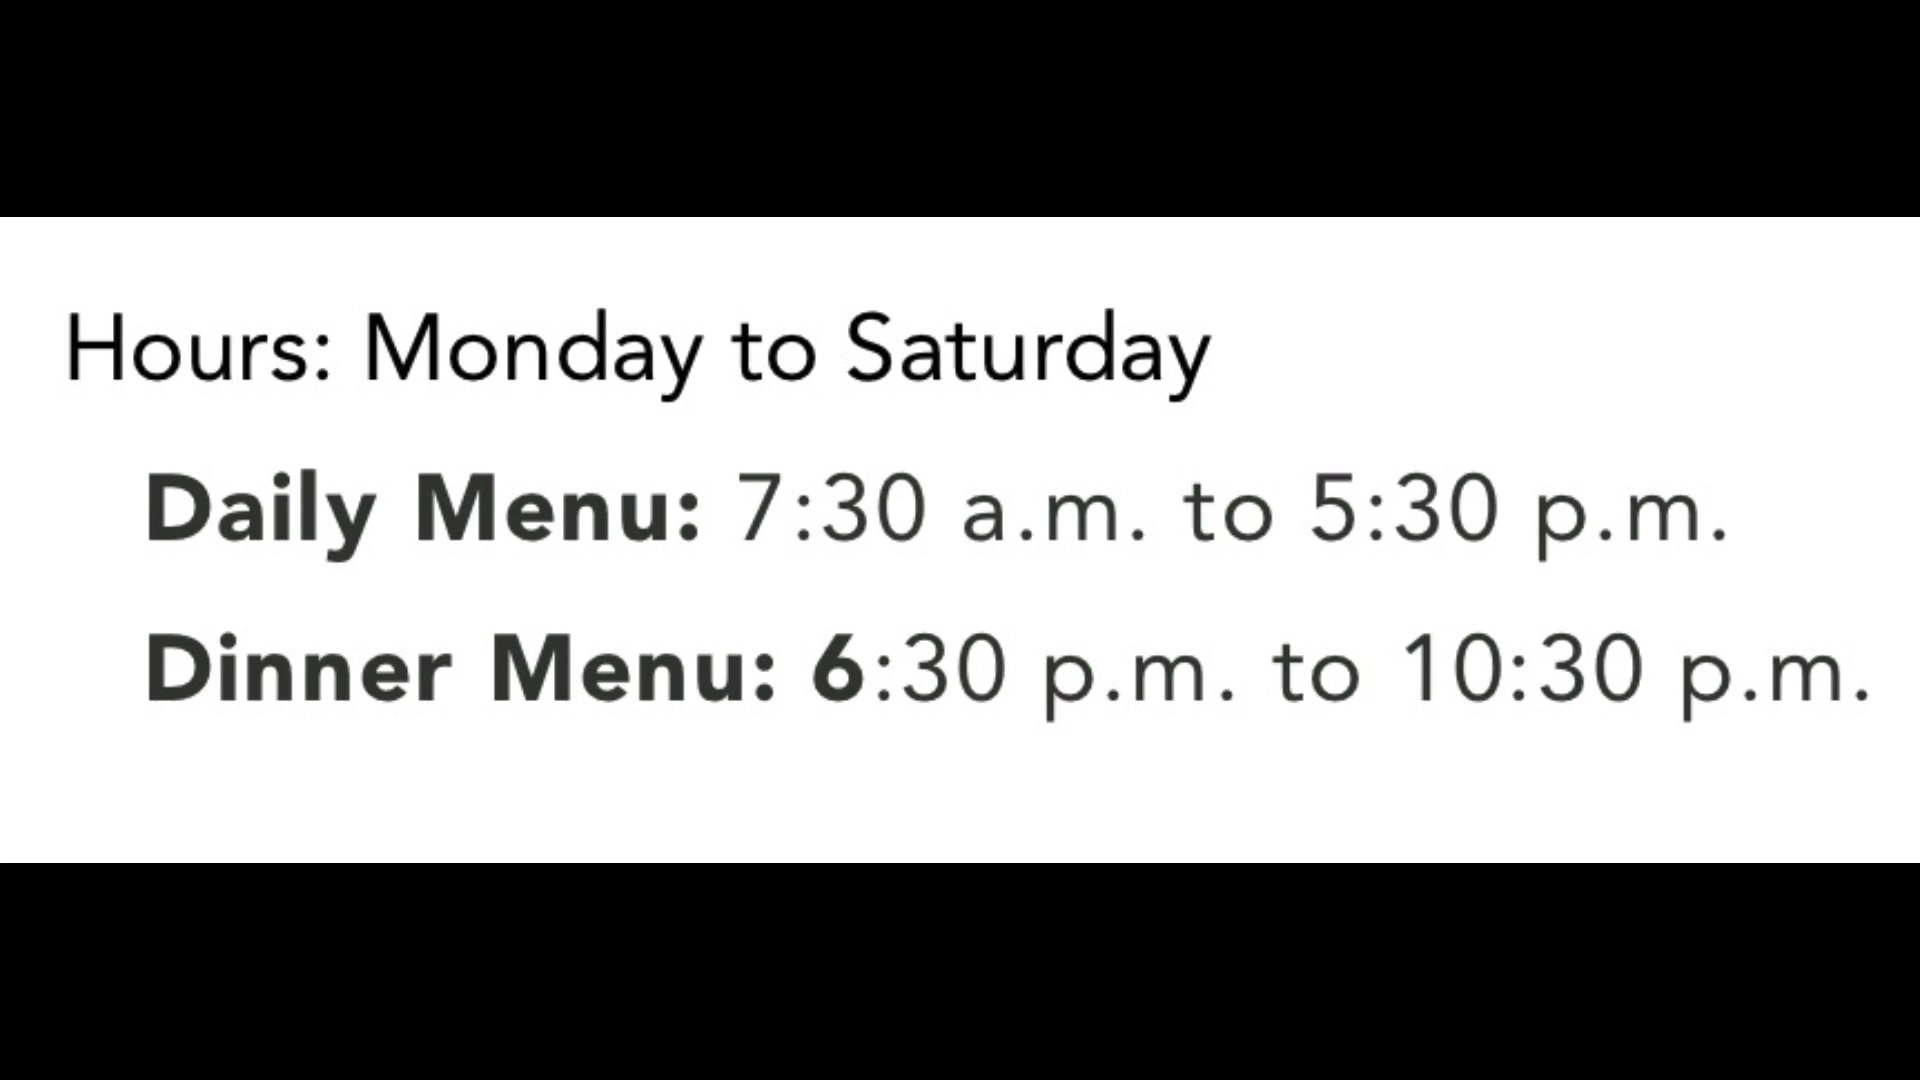 Hours: Monday to Saturday
Daily Menu: 7:30 a.m. to 5:30 p.m.
Dinner Menu: 6:30 p.m. to 10:30 p.m.